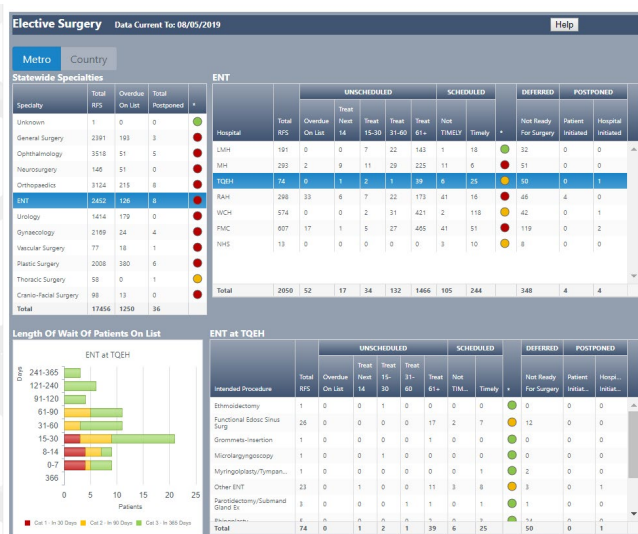 Elective Surgery Data Current To: 08/05/2019 Help
Metro Country
Statewide Specialties
Specialty Total RFS Overdue On List Total Postponed *
Unknown 1 0 0
General Surgery 2391 193 3
Ophthalmology 3518 51 5
Neurosurgery 146 51 0
Orthopaedics 3124 215 8
ENT 2452 126 8
Urology 1414 179 0
Gynaecology 2169 24 4
Vascular Surgery 77 18 1
Plastic Surgery 2008 380 6
Thoracic Surgery 58 0 1
Cranio-Facial Surgery 98 13 0
Total 17456 1250 36
ENT
UNSCHEDULED SCHEDULED DEFERRED POSTPONED
Hospital Total RFS Overdue On List Treat Next 14 Treat 15-30 Treat 31-60 Treat 61+ Not TIMELY Timely * Not Ready For Surgery Patient Initiated Hospital Initiated
LMH 191 0 0 7 22 143 1 18 32 0 0
MH 293 2 9 11 29 225 11 6 51 0 0
TQEH 74 0 1 2 1 39 6 25 50 0 1
RAH 298 33 6 7 22 173 41 16 46 4 0
WCH 574 0 0 2 31 421 2 118 42 0 1
FMC 607 17 1 5 27 465 41 51 119 0 2
NHS 13 0 0 0 0 0 3 10 8 0 0
Total 2050 52 17 34 132 1466 105 244 348 4 4
Length Of Wait Of Patients On List
ENT at TQEH
Days
241-365
121-240
91-120
61-90
31-60
15-30
8-14
0-7
366
0 5 10 15 20 25
Patients
Cat 1 - In 30 Days Cat 2 - In 90 Days Cat 3 - In 365 Days
ENT at TQEH
UNSCHEDULED SCHEDULED DEFERRED POSTPONED
Intended Procedure Total RFS Overdue On List Treat Next 14 Treat 15-30 Treat 31-60 Treat 61+ Not TIM... Timely * Not Ready For Surgery Patient Initiat... Hospi... Initiat...
Ethmoidectomy 1 0 0 1 0 0 0 0 0 0 0
Functional Edosc Sinus Surg 26 0 0 0 0 17 2 7 12 0 0
Grommets-Insertion 1 0 0 0 0 1 0 0 0 0 0
Microlargyngoscopy 1 0 0 1 0 0 0 0 0 0 0
Myringolplasty/Tympan... 1 0 0 0 0 0 0 1 2 0 0
Other ENT 23 0 1 0 0 11 3 8 3 0 1
Parotidectomy/Submand Gland Ex 3 0 0 0 1 1 0 1 1 0 0
Total 74 0 1 2 1 39 6 25 50 0 1